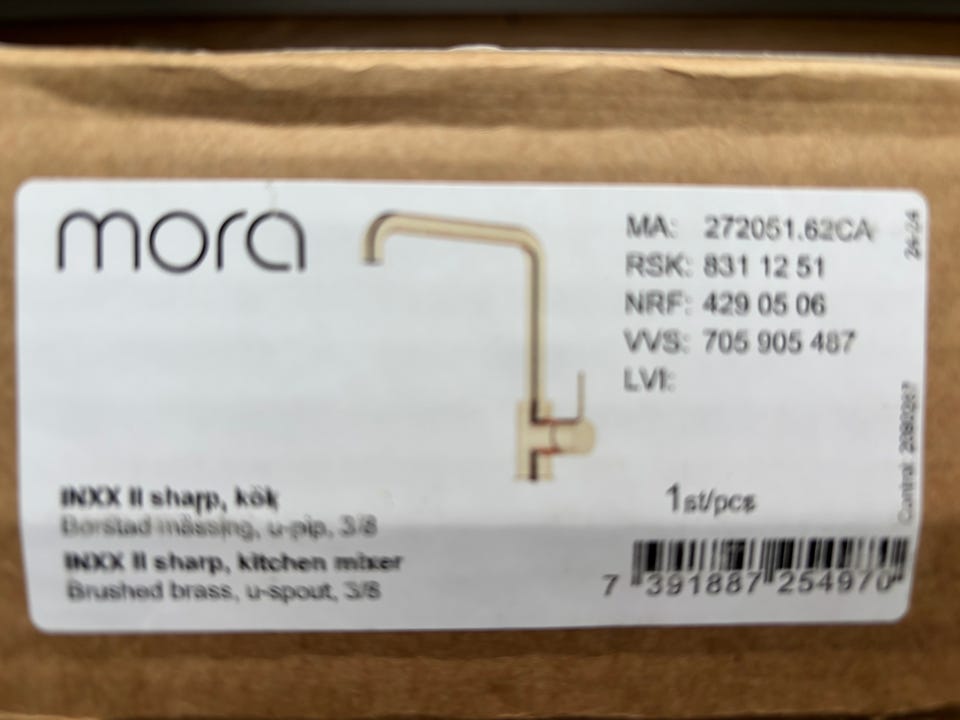 mora
MA: 272051.62CA
RSK: 831 12 51
NRF: 429 05 06
VVS: 705 905 487
LVI:
24/24
INXX II sharp, kök
Borstad mässing, u-pip, 3/8
INXX II sharp, kitchen mixer
Brushed brass, u-spout, 3/8
1st/pcs
7 391887 254970
Control: